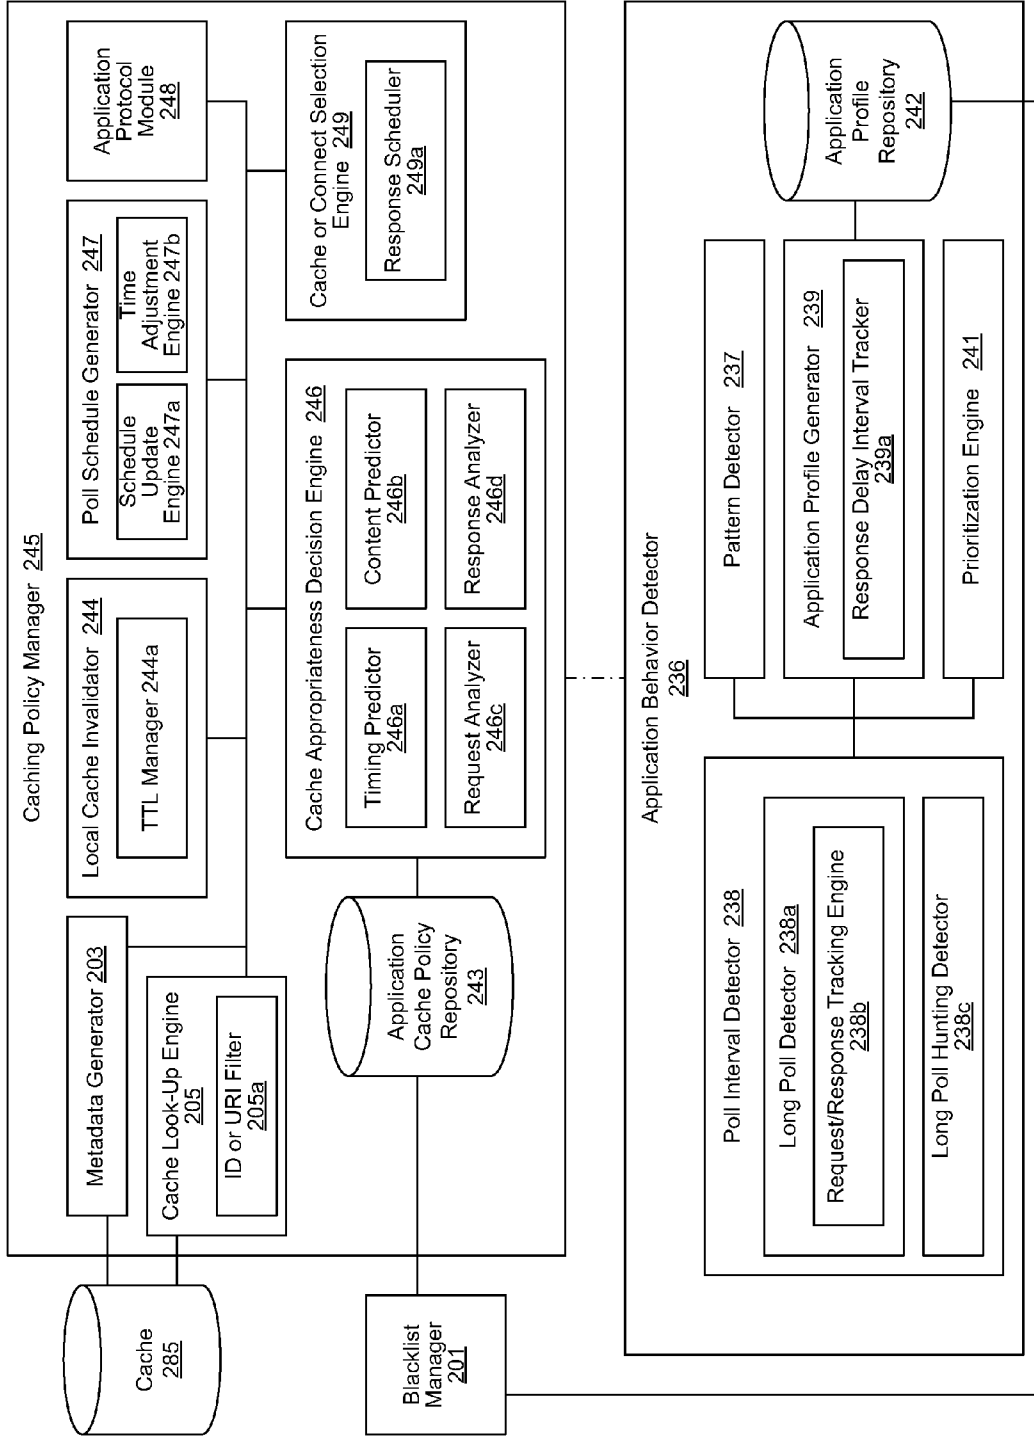 Caching Policy Manager 245
Cache
285
Metadata Generator 203
Cache Look-Up Engine
205
ID or URI Filter
205a
Local Cache Invalidator 244
TTL Manager 244a
Poll Schedule Generator 247
Schedule
Update
Engine 247a
Time
Adjustment
Engine 247b
Application
Protocol
Module
248
Blacklist
Manager
201
Application
Cache Policy
Repository
243
Cache Appropriateness Decision Engine 246
Timing Predictor
246a
Content Predictor
246b
Request Analyzer
246c
Response Analyzer
246d
Cache or Connect Selection
Engine 249
Response Scheduler
249a
Application Behavior Detector
236
Poll Interval Detector 238
Long Poll Detector 238a
Request/Response Tracking Engine
238b
Long Poll Hunting Detector
238c
Pattern Detector 237
Application Profile Generator 239
Response Delay Interval Tracker
239a
Prioritization Engine 241
Application
Profile
Repository
242